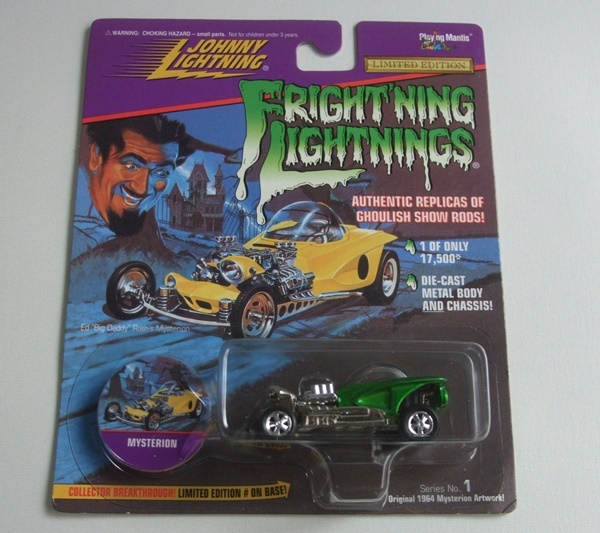 ⚠WARNING: CHOKING HAZARD – small parts. Not for children under 3 years.
JOHNNY
LIGHTNING®
Playing Mantis
LIMITED EDITION
FRIGHT'NING
LIGHTNINGS®
AUTHENTIC REPLICAS OF
GHOULISH SHOW RODS!
1 OF ONLY
17,500*
DIE-CAST
METAL BODY
AND CHASSIS!
Ed "Big Daddy" Roth's Mysterion
MYSTERION
COLLECTOR BREAKTHROUGH! LIMITED EDITION # ON BASE!
Series No. 1
Original 1964 Mysterion Artwork!